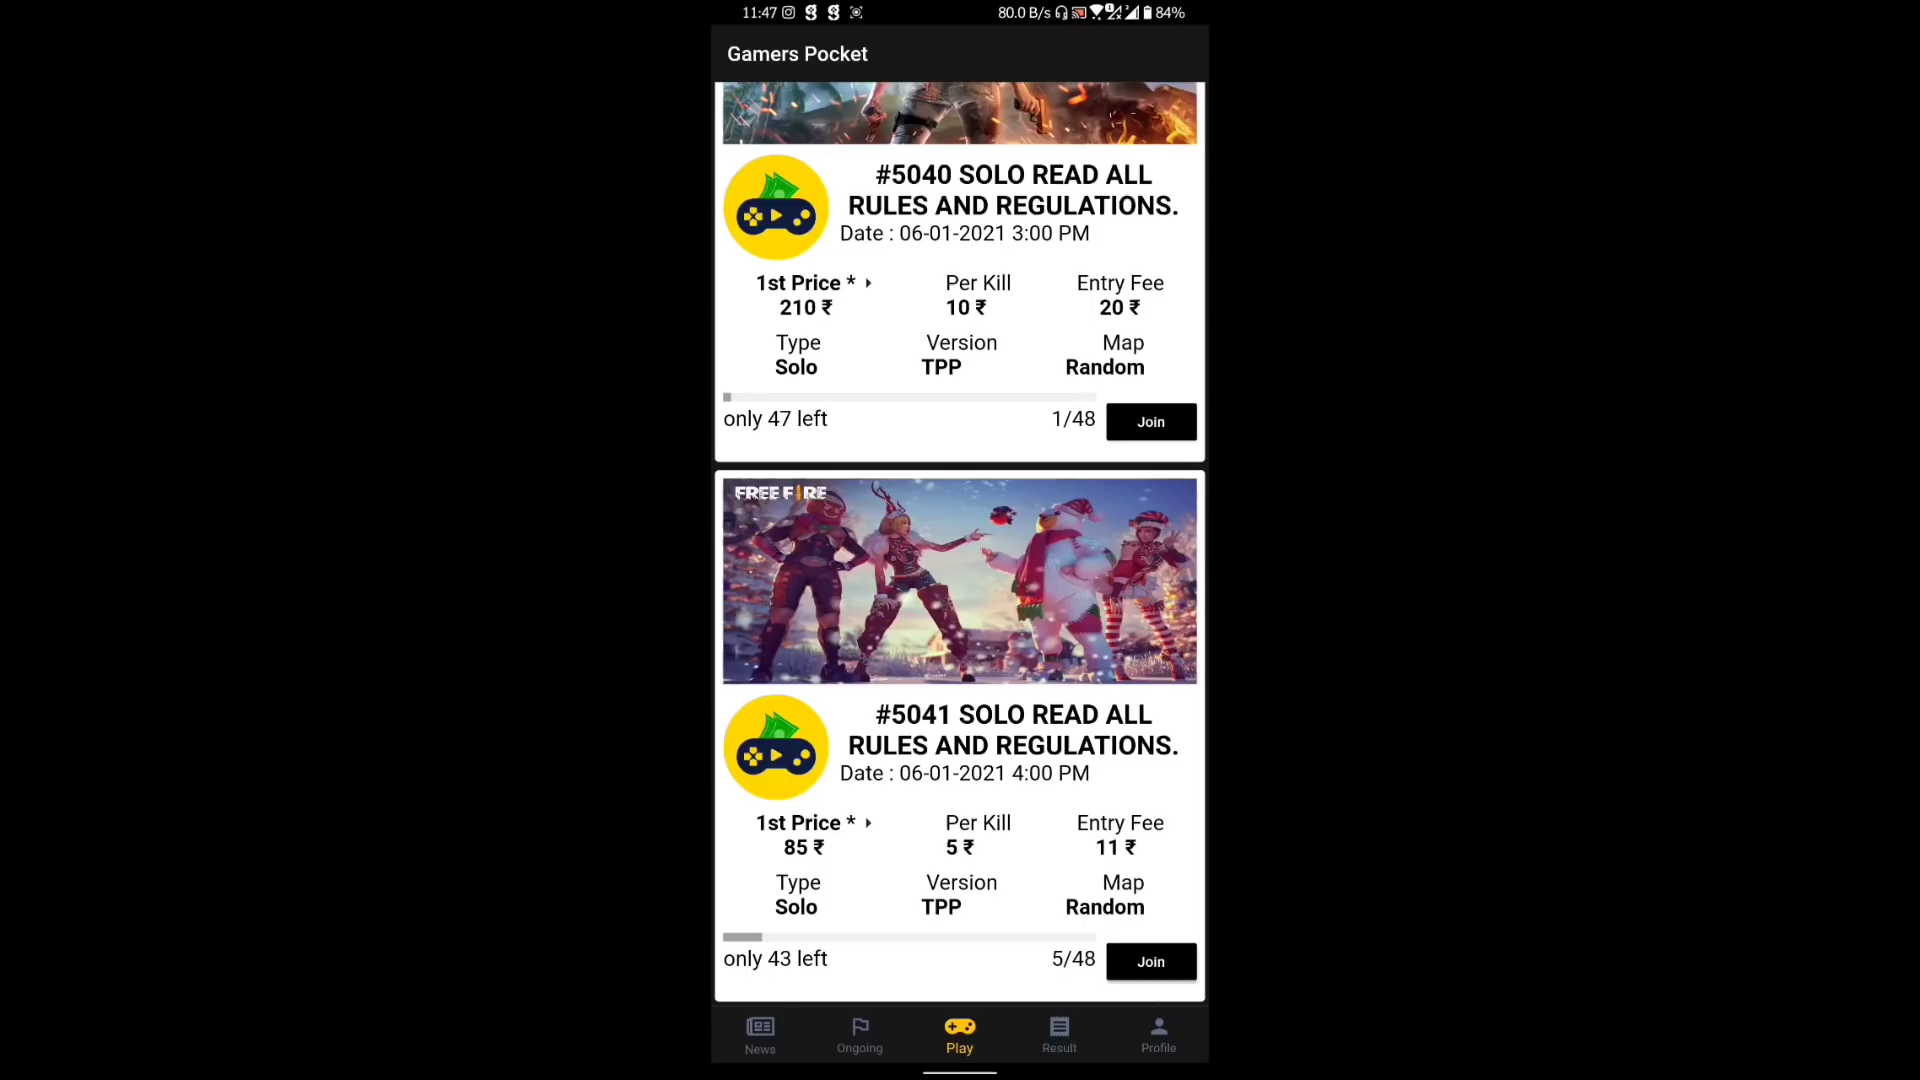 11:47 80.0 B/s 84%
Gamers Pocket
#5040 SOLO READ ALL
RULES AND REGULATIONS.
Date : 06-01-2021 3:00 PM
1st Price * Per Kill Entry Fee
210 ₹ 10 ₹ 20 ₹
Type Version Map
Solo TPP Random
only 47 left 1/48 Join
FREE FIRE
#5041 SOLO READ ALL
RULES AND REGULATIONS.
Date : 06-01-2021 4:00 PM
1st Price * Per Kill Entry Fee
85 ₹ 5 ₹ 11 ₹
Type Version Map
Solo TPP Random
only 43 left 5/48 Join
News Ongoing Play Result Profile